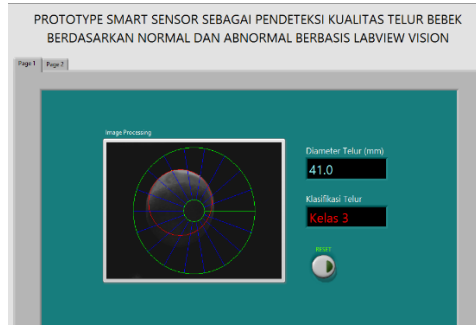 PROTOTYPE SMART SENSOR SEBAGAI PENDETEKSI KUALITAS TELUR BEBEK
BERDASARKAN NORMAL DAN ABNORMAL BERBASIS LABVIEW VISION
Page 1 Page 2
Image Processing
Diameter Telur (mm)
41.0
Klasifikasi Telur
Kelas 3
RESET